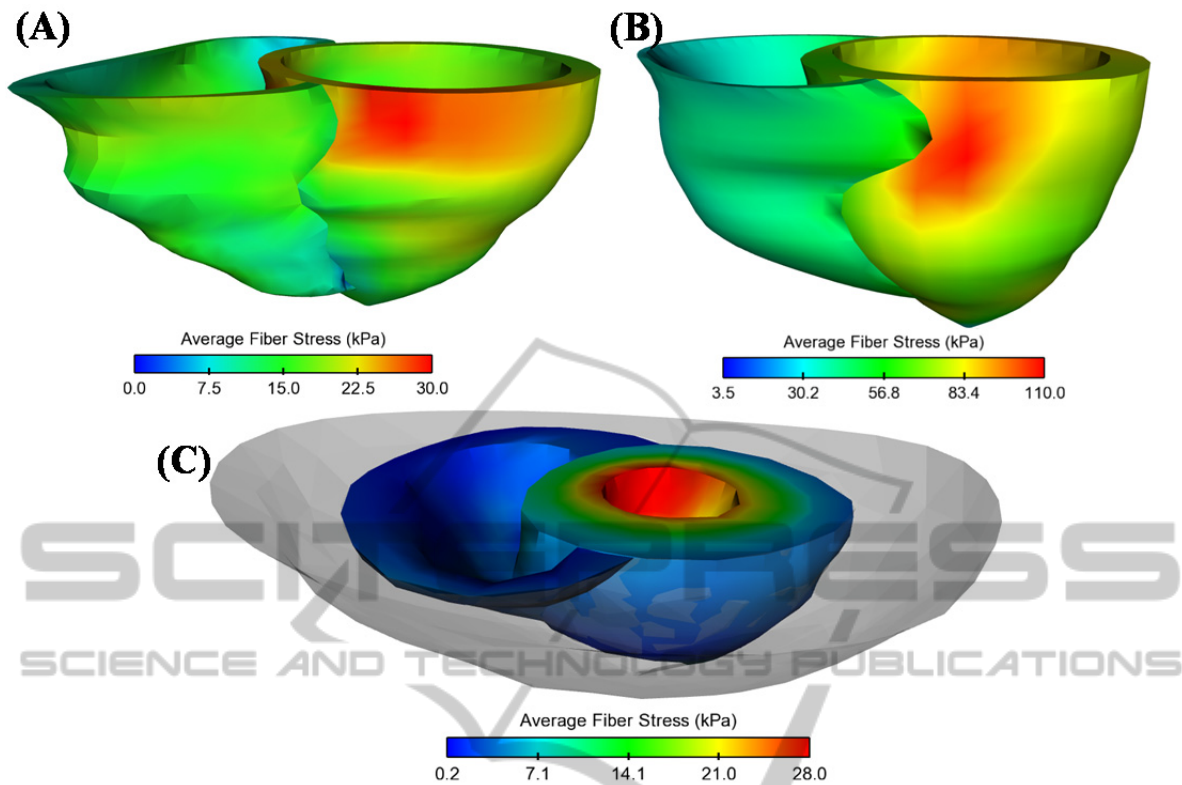 (A)
(B)
Average Fiber Stress (kPa)
0.0 7.5 15.0 22.5 30.0
Average Fiber Stress (kPa)
3.5 30.2 56.8 83.4 110.0
(C)
SCITEPRESS
SCIENCE AND TECHNOLOGY PUBLICATIONS
Average Fiber Stress (kPa)
0.2 7.1 14.1 21.0 28.0